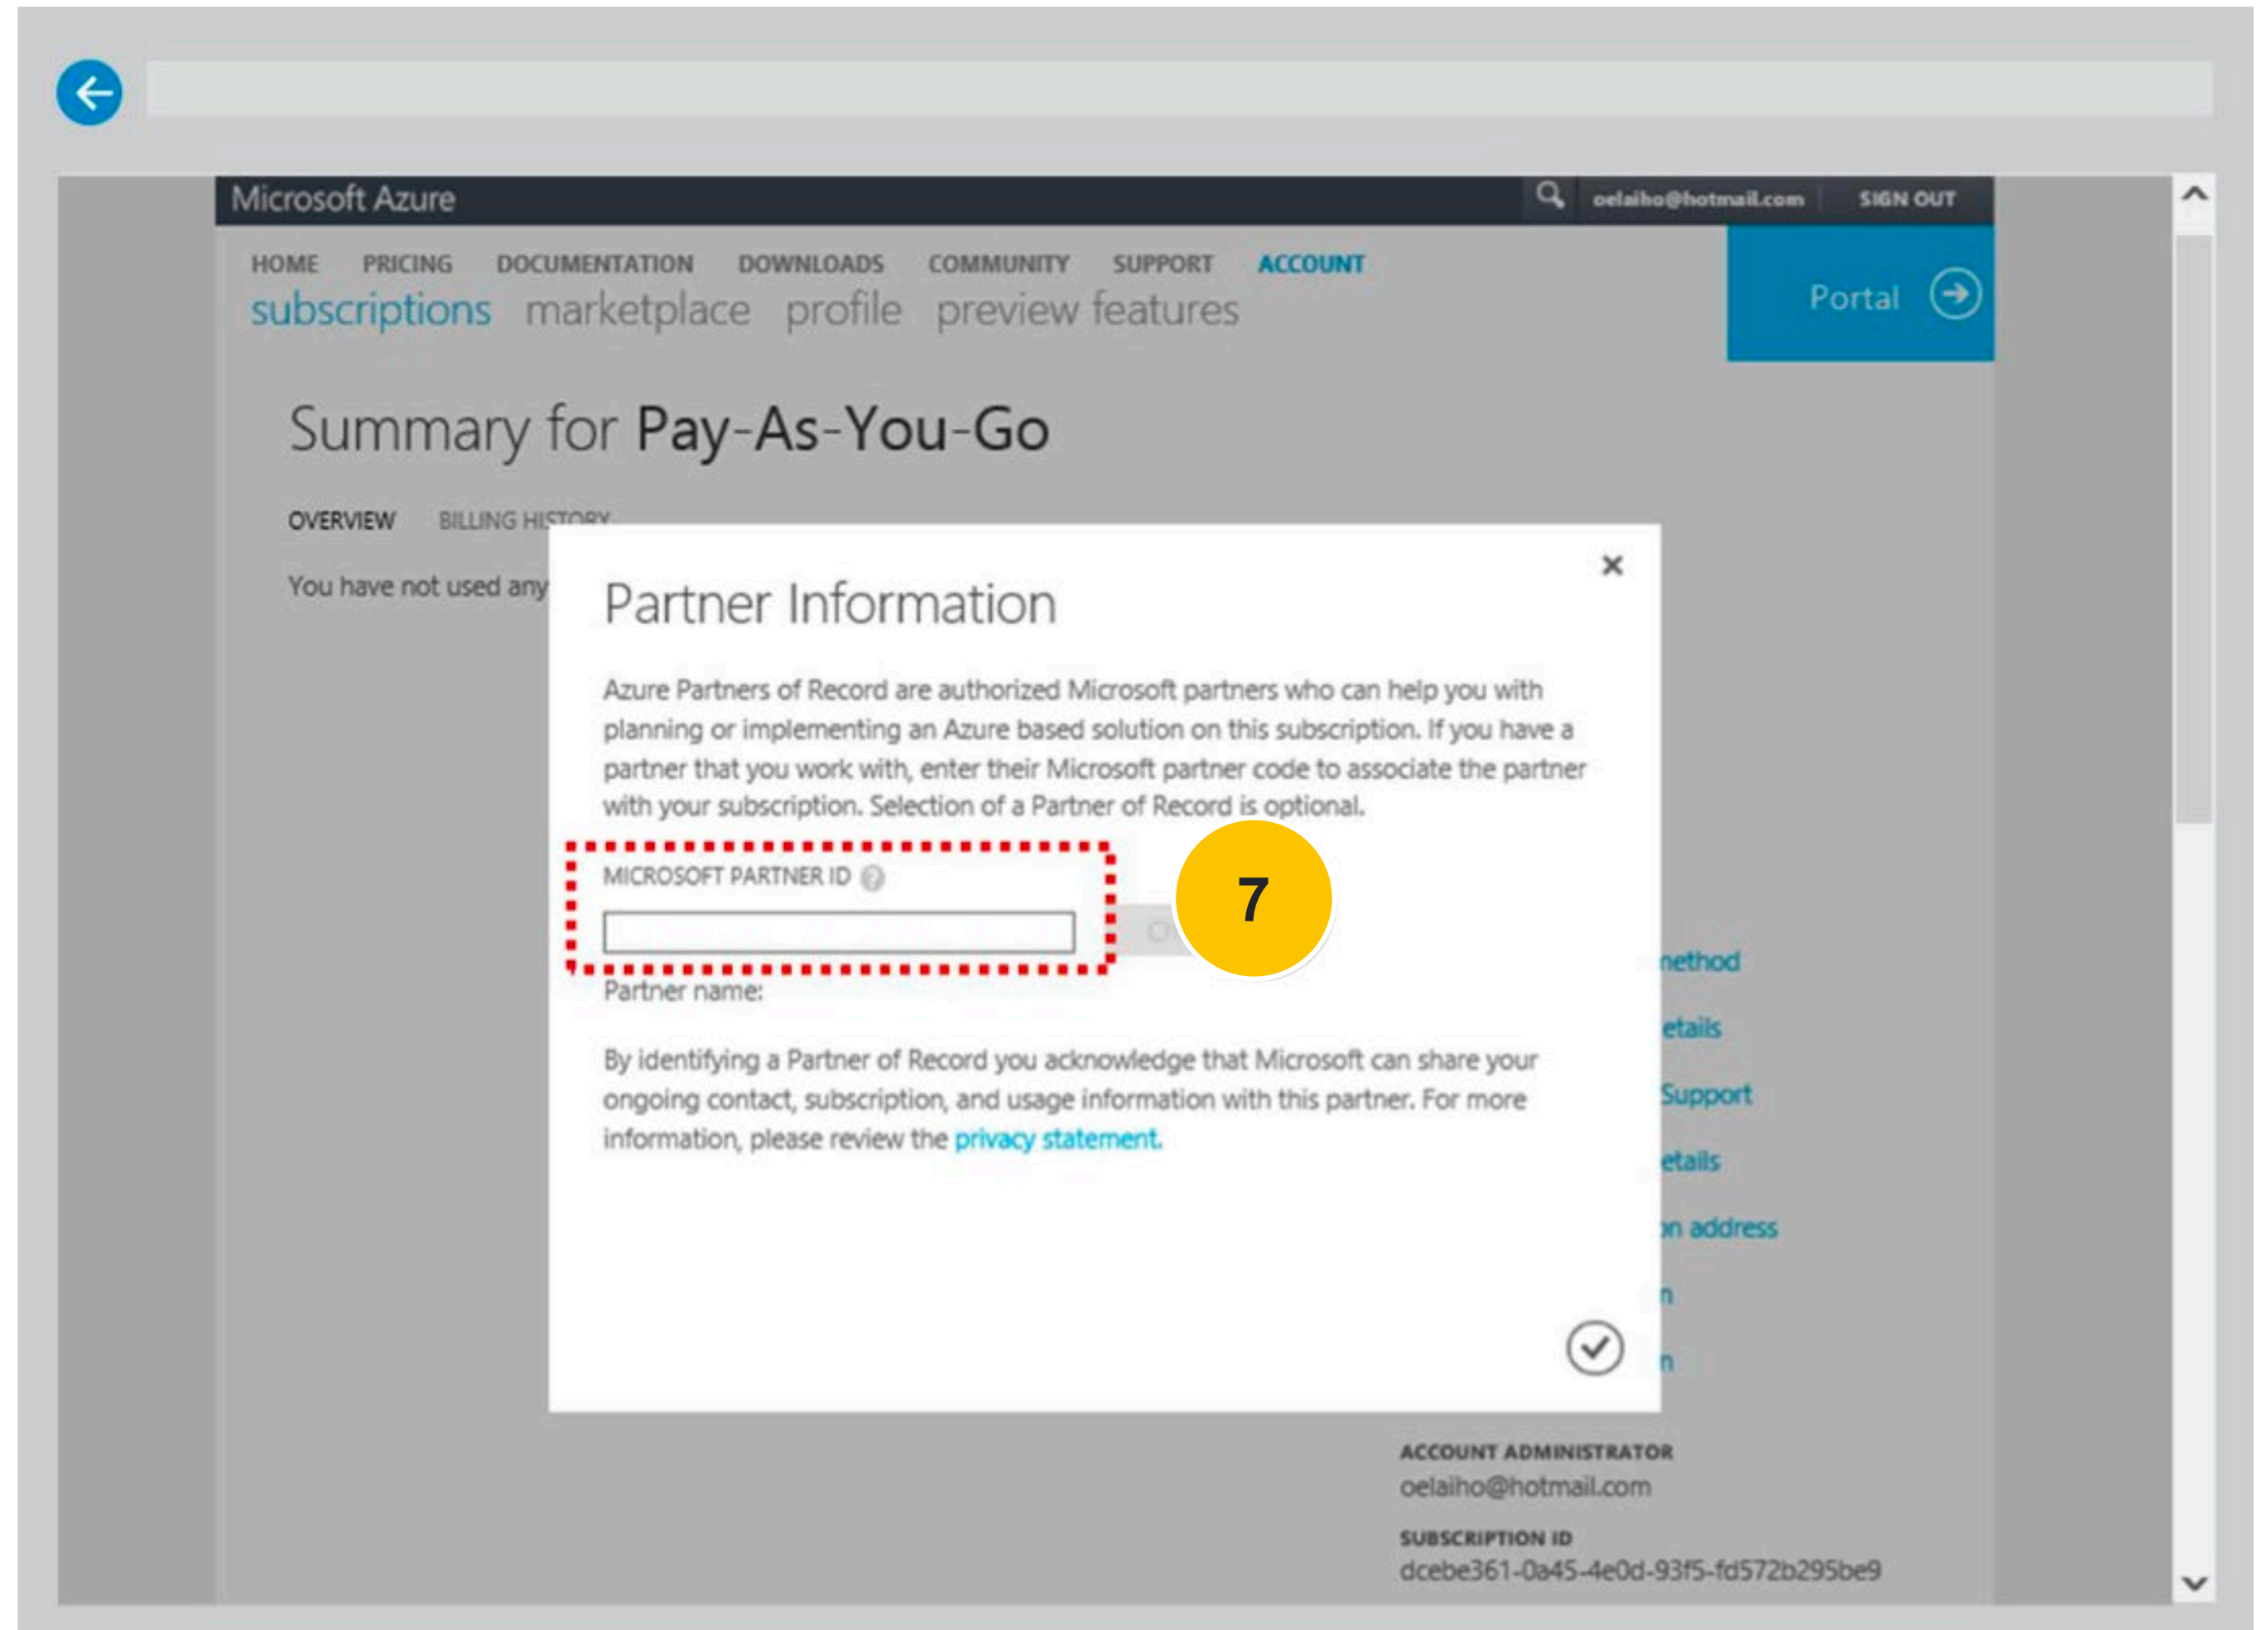 Microsoft Azure
oelaiho@hotmail.com SIGN OUT
HOME PRICING DOCUMENTATION DOWNLOADS COMMUNITY SUPPORT ACCOUNT
subscriptions marketplace profile preview features
Portal
Summary for Pay-As-You-Go
OVERVIEW BILLING HISTORY
You have not used any
Partner Information
Azure Partners of Record are authorized Microsoft partners who can help you with
planning or implementing an Azure based solution on this subscription. If you have a
partner that you work with, enter their Microsoft partner code to associate the partner
with your subscription. Selection of a Partner of Record is optional.
MICROSOFT PARTNER ID ?
7
Partner name:
By identifying a Partner of Record you acknowledge that Microsoft can share your
ongoing contact, subscription, and usage information with this partner. For more
information, please review the privacy statement.
Support
address
ACCOUNT ADMINISTRATOR
oelaiho@hotmail.com
SUBSCRIPTION ID
dcebe361-0a45-4e0d-93f5-fd572b295be9